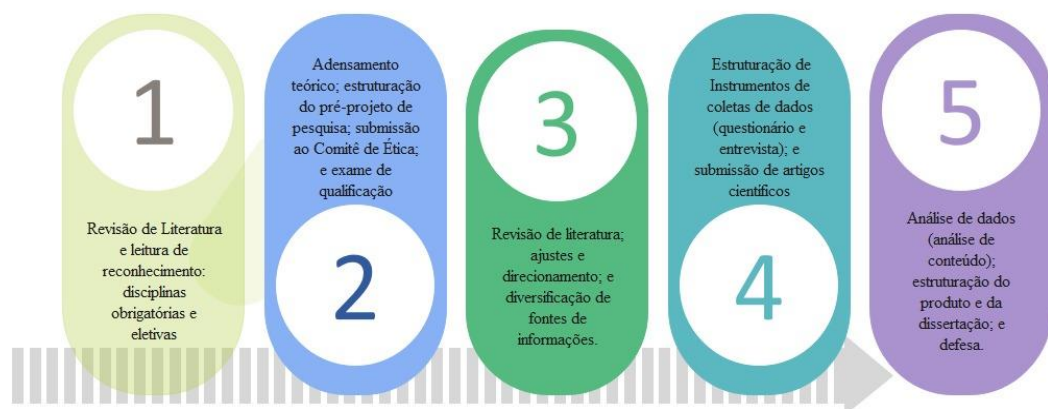 1
Revisão de Literatura
e leitura de
reconhecimento:
disciplinas
obrigatórias e
eletivas
Adensamento
teórico; estruturação
do pré-projeto de
pesquisa; submissão
ao Comitê de Ética;
e exame de
qualificação
2
3
Revisão de literatura;
ajustes e
direcionamento; e
diversificação de
fontes de
informações.
Estruturação de
Instrumentos de
coletas de dados
(questionário e
entrevista); e
submissão de artigos
científicos
4
5
Análise de dados
(análise de
conteúdo);
estruturação do
produto e da
dissertação; e
defesa.